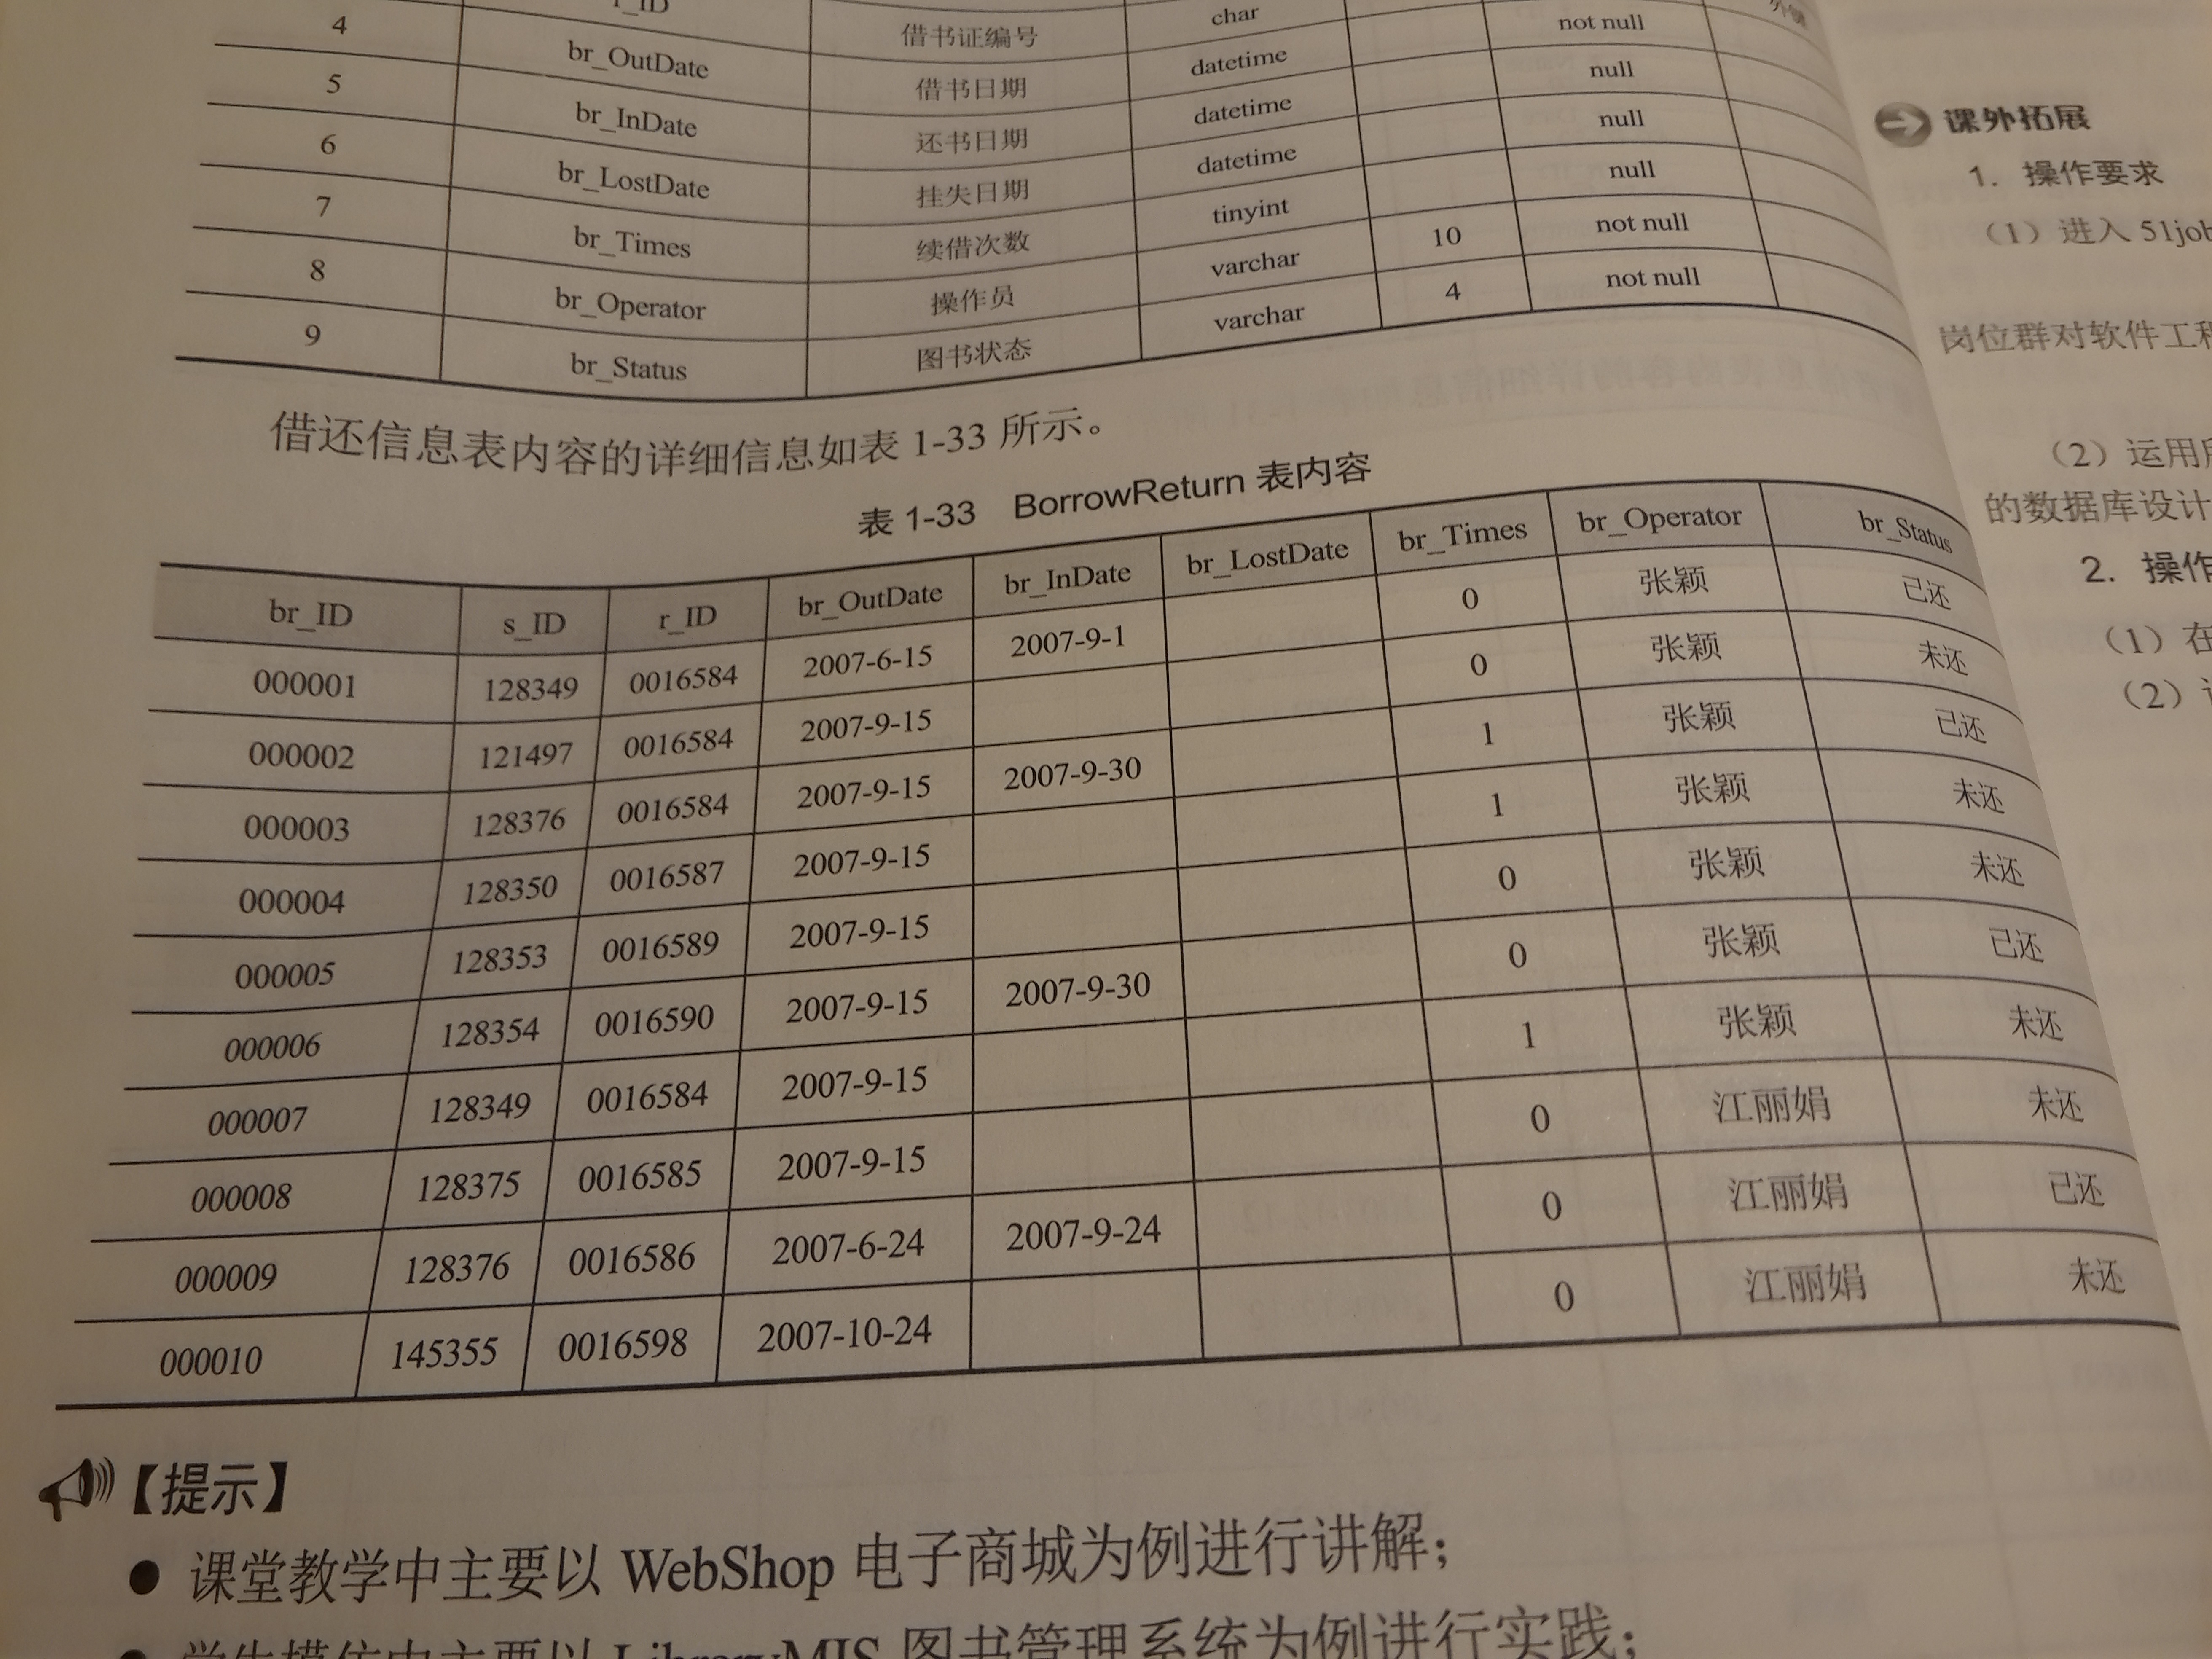 4 r_ID 借书证编号 char not null 外键
5 br_OutDate 借书日期 datetime null
6 br_InDate 还书日期 datetime null
7 br_LostDate 挂失日期 datetime null
8 br_Times 续借次数 tinyint 10 not null
9 br_Operator 操作员 varchar 4 not null
br_Status 图书状态 varchar
借还信息表内容的详细信息如表 1-33 所示。
表 1-33 BorrowReturn 表内容
br_ID s_ID r_ID br_OutDate br_InDate br_LostDate br_Times br_Operator br_Status
000001 128349 0016584 2007-6-15 2007-9-1 0 张颖 已还
000002 121497 0016584 2007-9-15 0 张颖 未还
000003 128376 0016584 2007-9-15 2007-9-30 1 张颖 已还
000004 128350 0016587 2007-9-15 1 张颖 未还
000005 128353 0016589 2007-9-15 0 张颖 未还
000006 128354 0016590 2007-9-15 2007-9-30 0 张颖 已还
000007 128349 0016584 2007-9-15 1 张颖 未还
000008 128375 0016585 2007-9-15 0 江丽娟 未还
000009 128376 0016586 2007-6-24 2007-9-24 0 江丽娟 已还
000010 145355 0016598 2007-10-24 0 江丽娟 未还
【提示】
● 课堂教学中主要以 WebShop 电子商城为例进行讲解；
● 学生模仿中主要以 LibraryMIS 图书管理系统为例进行实践；
课外拓展
1. 操作要求
（1）进入 51job
岗位群对软件工程
（2）运用所
的数据库设计
2. 操作
（1）在
（2）